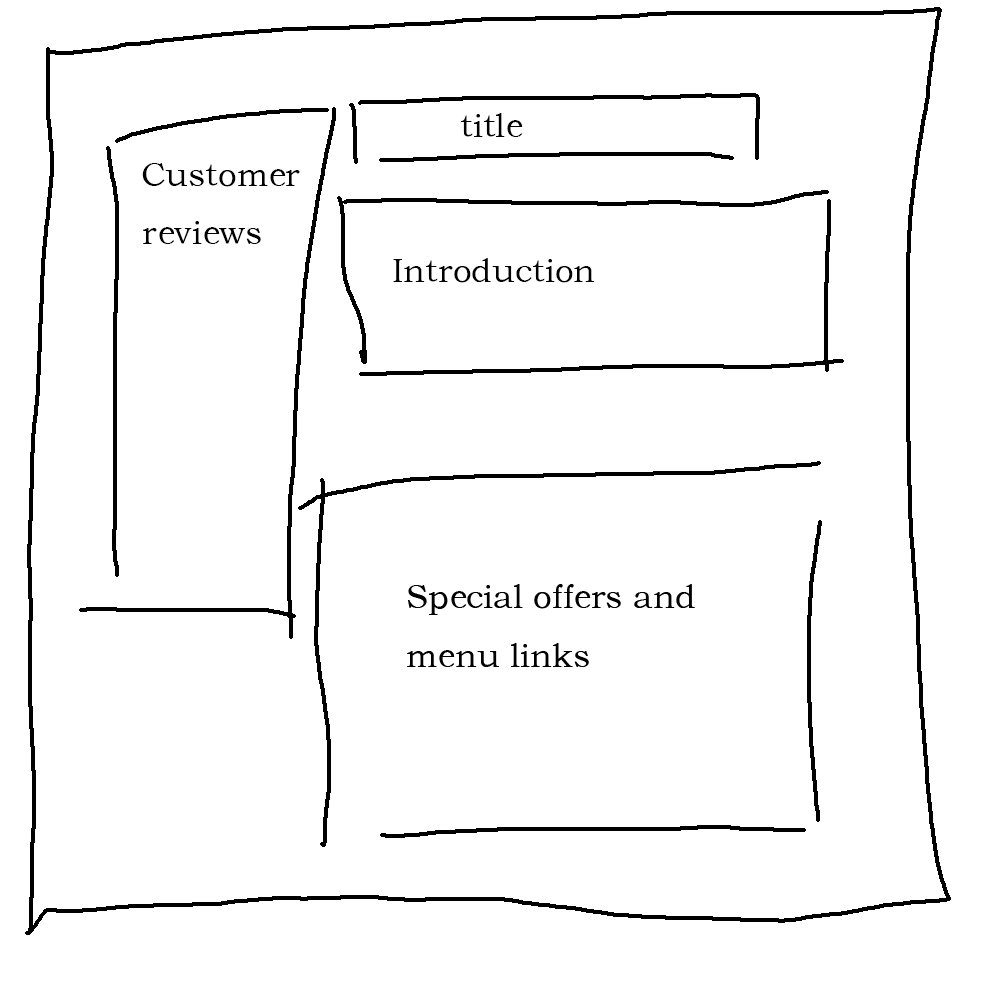 title
Customer
reviews
Introduction
Special offers and
menu links